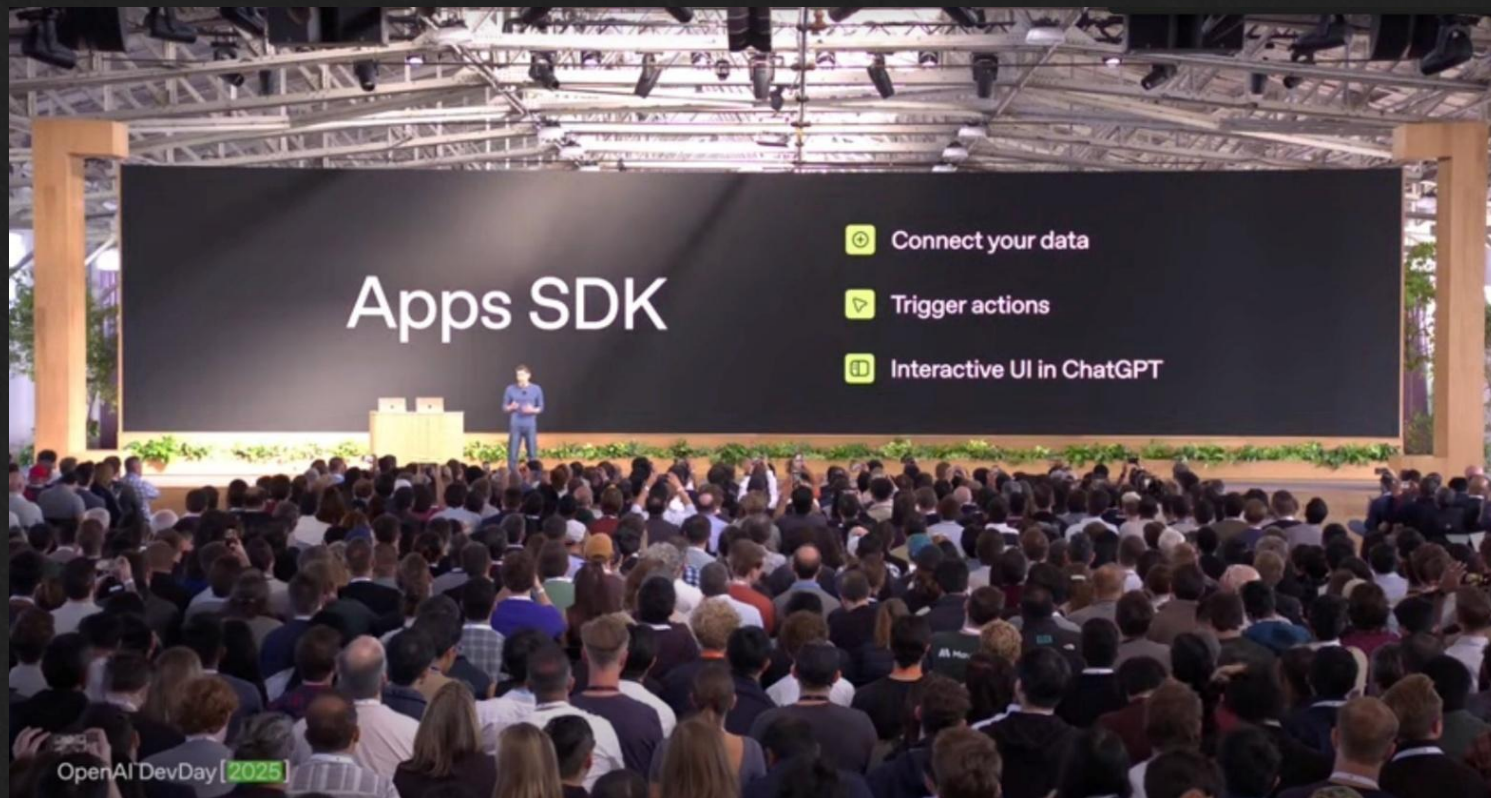 Apps SDK
Connect your data
Trigger actions
Interactive UI in ChatGPT
OpenAI DevDay [2025]